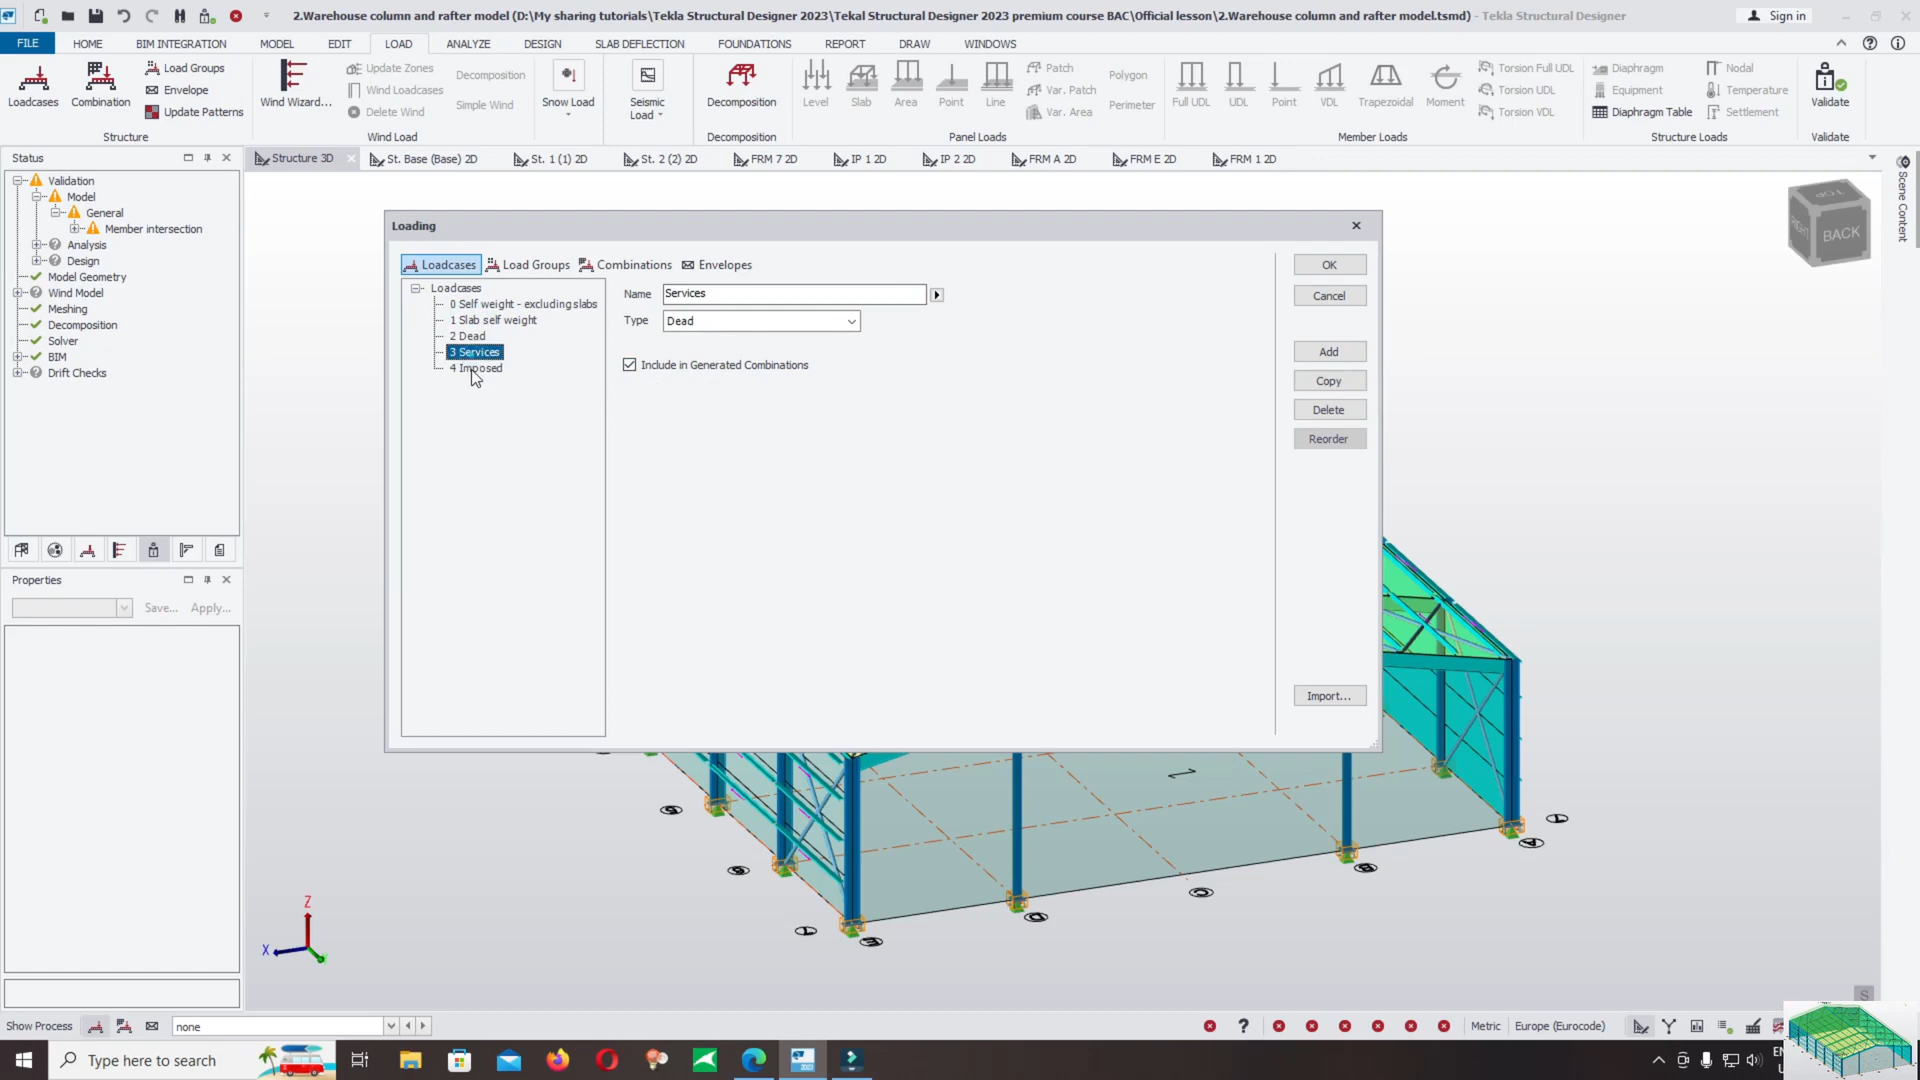 2.Warehouse column and rafter model (D:\My sharing tutorials\Tekla Structural Designer 2023\Tekal Structural Designer 2023 premium course BAC\Official lesson\2.Warehouse column and rafter model.tsmd) - Tekla Structural Designer
Sign in
FILE HOME BIM INTEGRATION MODEL EDIT LOAD ANALYZE DESIGN SLAB DEFLECTION FOUNDATIONS REPORT DRAW WINDOWS
Loadcases
Combination
Load Groups
Envelope
Update Patterns
Structure
Wind Wizard...
Update Zones
Wind Loadcases
Delete Wind
Decomposition
Simple Wind
Wind Load
Snow Load
Seismic Load
Decomposition
Decomposition
Level
Slab
Area
Point
Line
Patch
Var. Patch
Var. Area
Polygon
Perimeter
Panel Loads
Full UDL
UDL
Point
VDL
Trapezoidal
Moment
Torsion Full UDL
Torsion UDL
Torsion VDL
Member Loads
Diaphragm
Equipment
Diaphragm Table
Nodal
Temperature
Settlement
Structure Loads
Validate
Validate
Status
Structure 3D
St. Base (Base) 2D
St. 1 (1) 2D
St. 2 (2) 2D
FRM 7 2D
IP 1 2D
IP 2 2D
FRM A 2D
FRM E 2D
FRM 1 2D
Validation
Model
General
Member intersection
Analysis
Design
Model Geometry
Wind Model
Meshing
Decomposition
Solver
BIM
Drift Checks
Properties
Save... Apply...
Loading
Loadcases
Load Groups
Combinations
Envelopes
Loadcases
0 Self weight - excluding slabs
1 Slab self weight
2 Dead
3 Services
4 Imposed
Name Services
Type Dead
Include in Generated Combinations
OK
Cancel
Add
Copy
Delete
Reorder
Import...
TOP
RIGHT
BACK
Scene Content
Z
X
1
5
6
7
E
D
C
B
A
1
S
Show Process
none
Metric
Europe (Eurocode)
Type here to search
2023